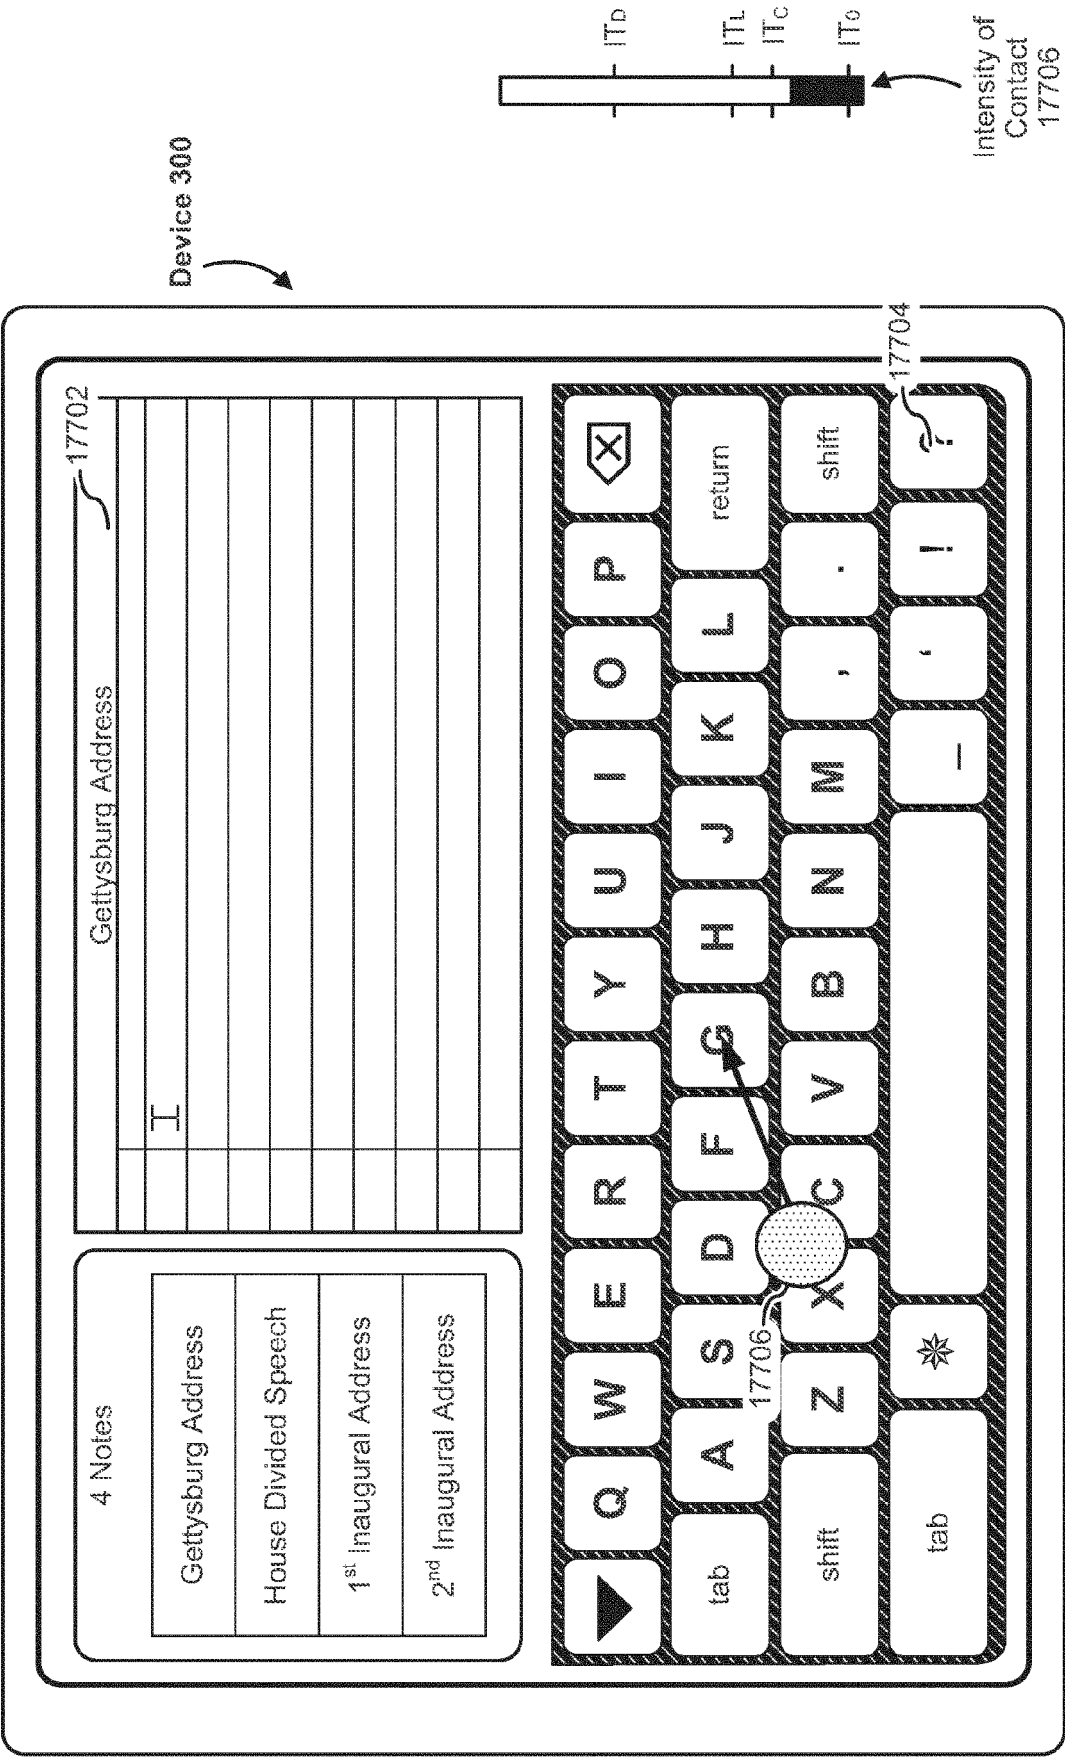 Device 300
17702
4 Notes
Gettysburg Address
House Divided Speech
1st Inaugural Address
2nd Inaugural Address
Gettysburg Address
Q W E R T Y U I O P
tab A S D F G H J K L return
17706
shift Z X C V B N M , . shift
tab _ ‘ ! ?
17704
ITD
ITL
ITC
IT0
Intensity of
Contact
17706